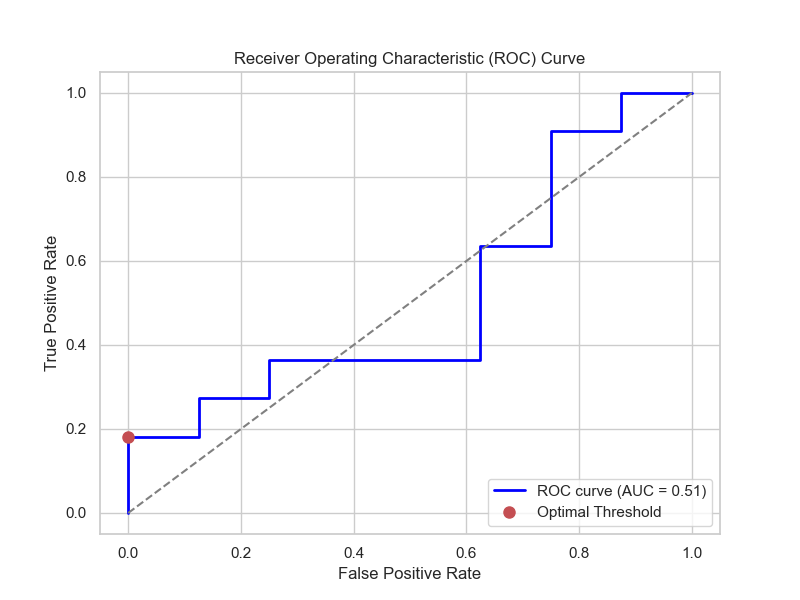 Receiver Operating Characteristic (ROC) Curve
True Positive Rate
1.0
0.8
0.6
0.4
0.2
0.0
0.0 0.2 0.4 0.6 0.8 1.0
False Positive Rate
ROC curve (AUC = 0.51)
Optimal Threshold